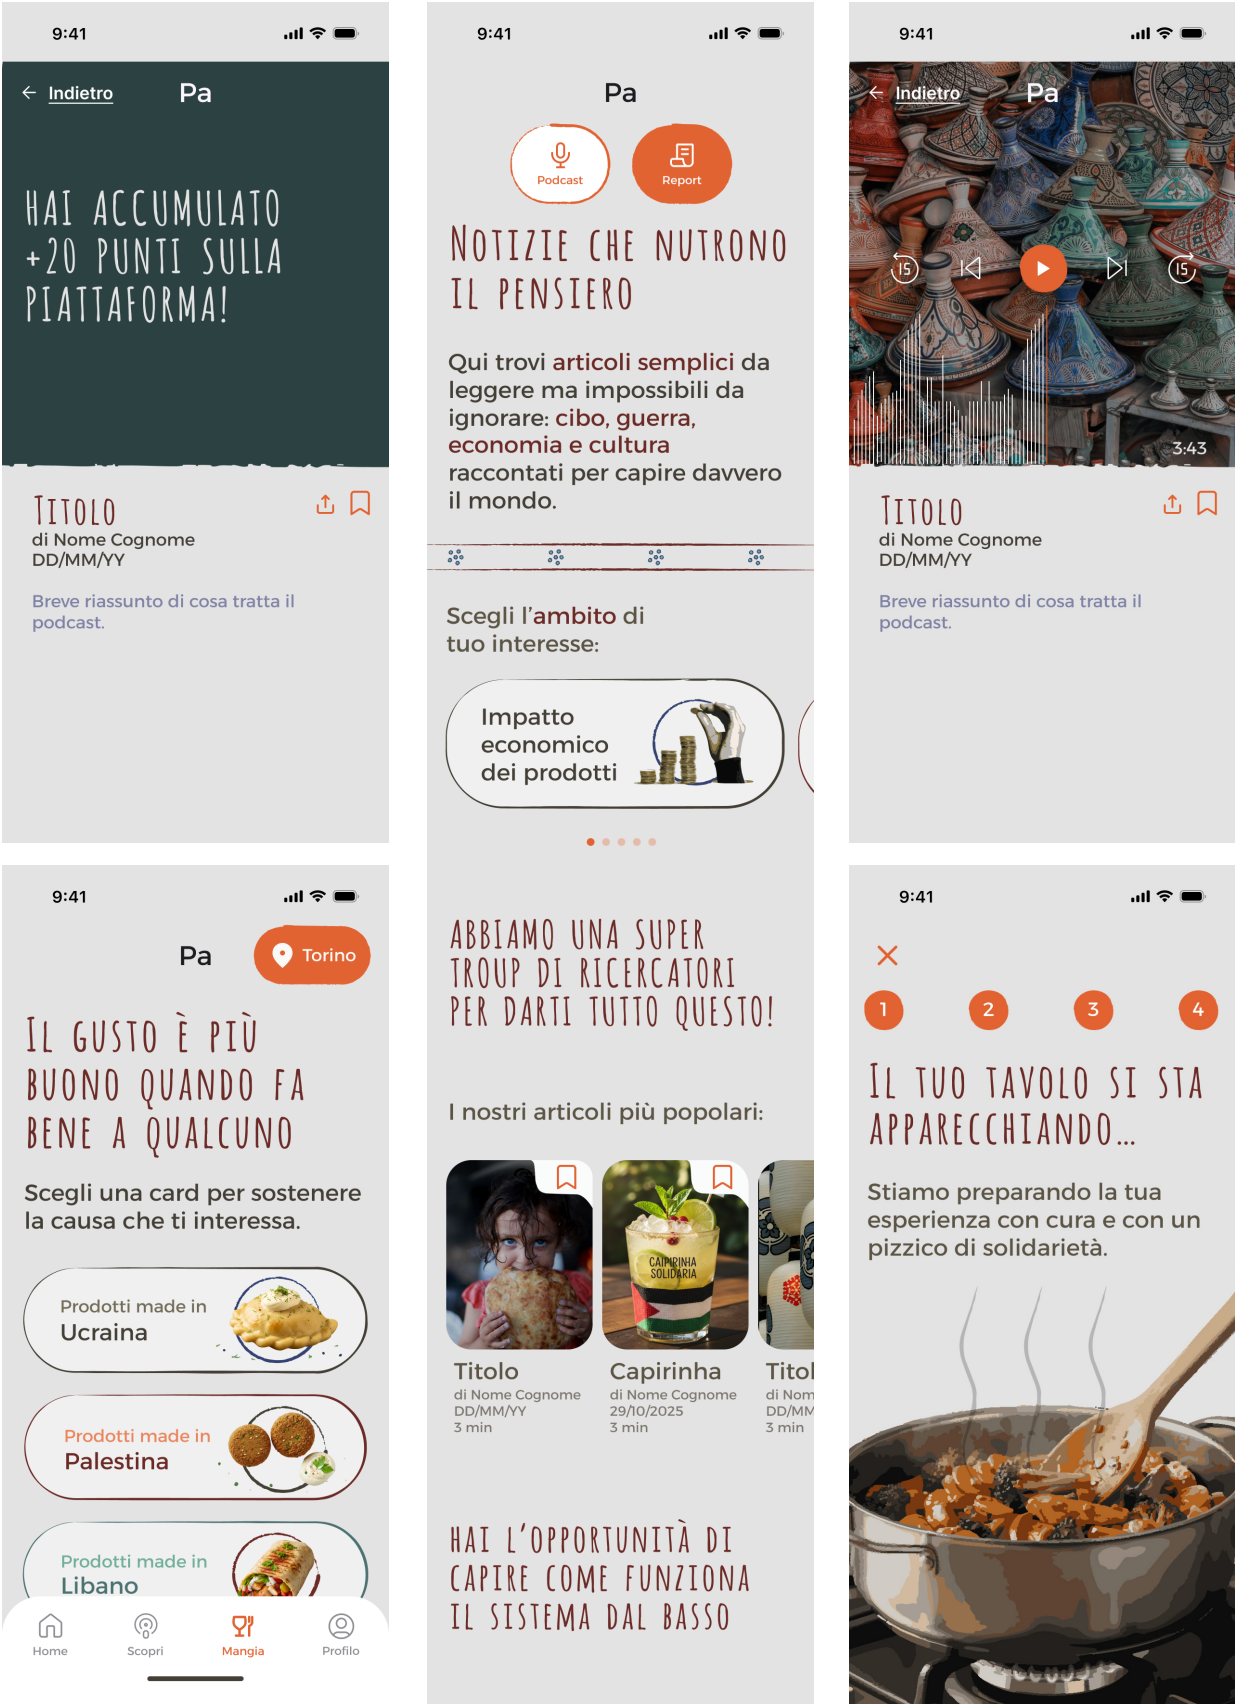 9:41
Indietro
Pa
HAI ACCUMULATO
+20 PUNTI SULLA
PIATTAFORMA!
TITOLO
di Nome Cognome
DD/MM/YY
Breve riassunto di cosa tratta il
podcast.
9:41
Pa
Torino
IL GUSTO È PIÙ
BUONO QUANDO FA
BENE A QUALCUNO
Scegli una card per sostenere
la causa che ti interessa.
Prodotti made in
Ucraina
Prodotti made in
Palestina
Prodotti made in
Libano
Home
Scopri
Mangia
Profilo
9:41
Pa
Podcast
Report
NOTIZIE CHE NUTRONO
IL PENSIERO
Qui trovi articoli semplici da
leggere ma impossibili da
ignorare: cibo, guerra,
economia e cultura
raccontati per capire davvero
il mondo.
Scegli l'ambito di
tuo interesse:
Impatto
economico
dei prodotti
ABBIAMO UNA SUPER
TROUP DI RICERCATORI
PER DARTI TUTTO QUESTO!
I nostri articoli più popolari:
CAIPIRINHA
SOLIDARIA
Titolo
di Nome Cognome
DD/MM/YY
3 min
Capirinha
di Nome Cognome
29/10/2025
3 min
Titol
di Nom
DD/MM
3 min
HAI L'OPPORTUNITÀ DI
CAPIRE COME FUNZIONA
IL SISTEMA DAL BASSO
9:41
Indietro
Pa
15
15
3:43
TITOLO
di Nome Cognome
DD/MM/YY
Breve riassunto di cosa tratta il
podcast.
9:41
1
2
3
4
IL TUO TAVOLO SI STA
APPARECCHIANDO...
Stiamo preparando la tua
esperienza con cura e con un
pizzico di solidarietà.